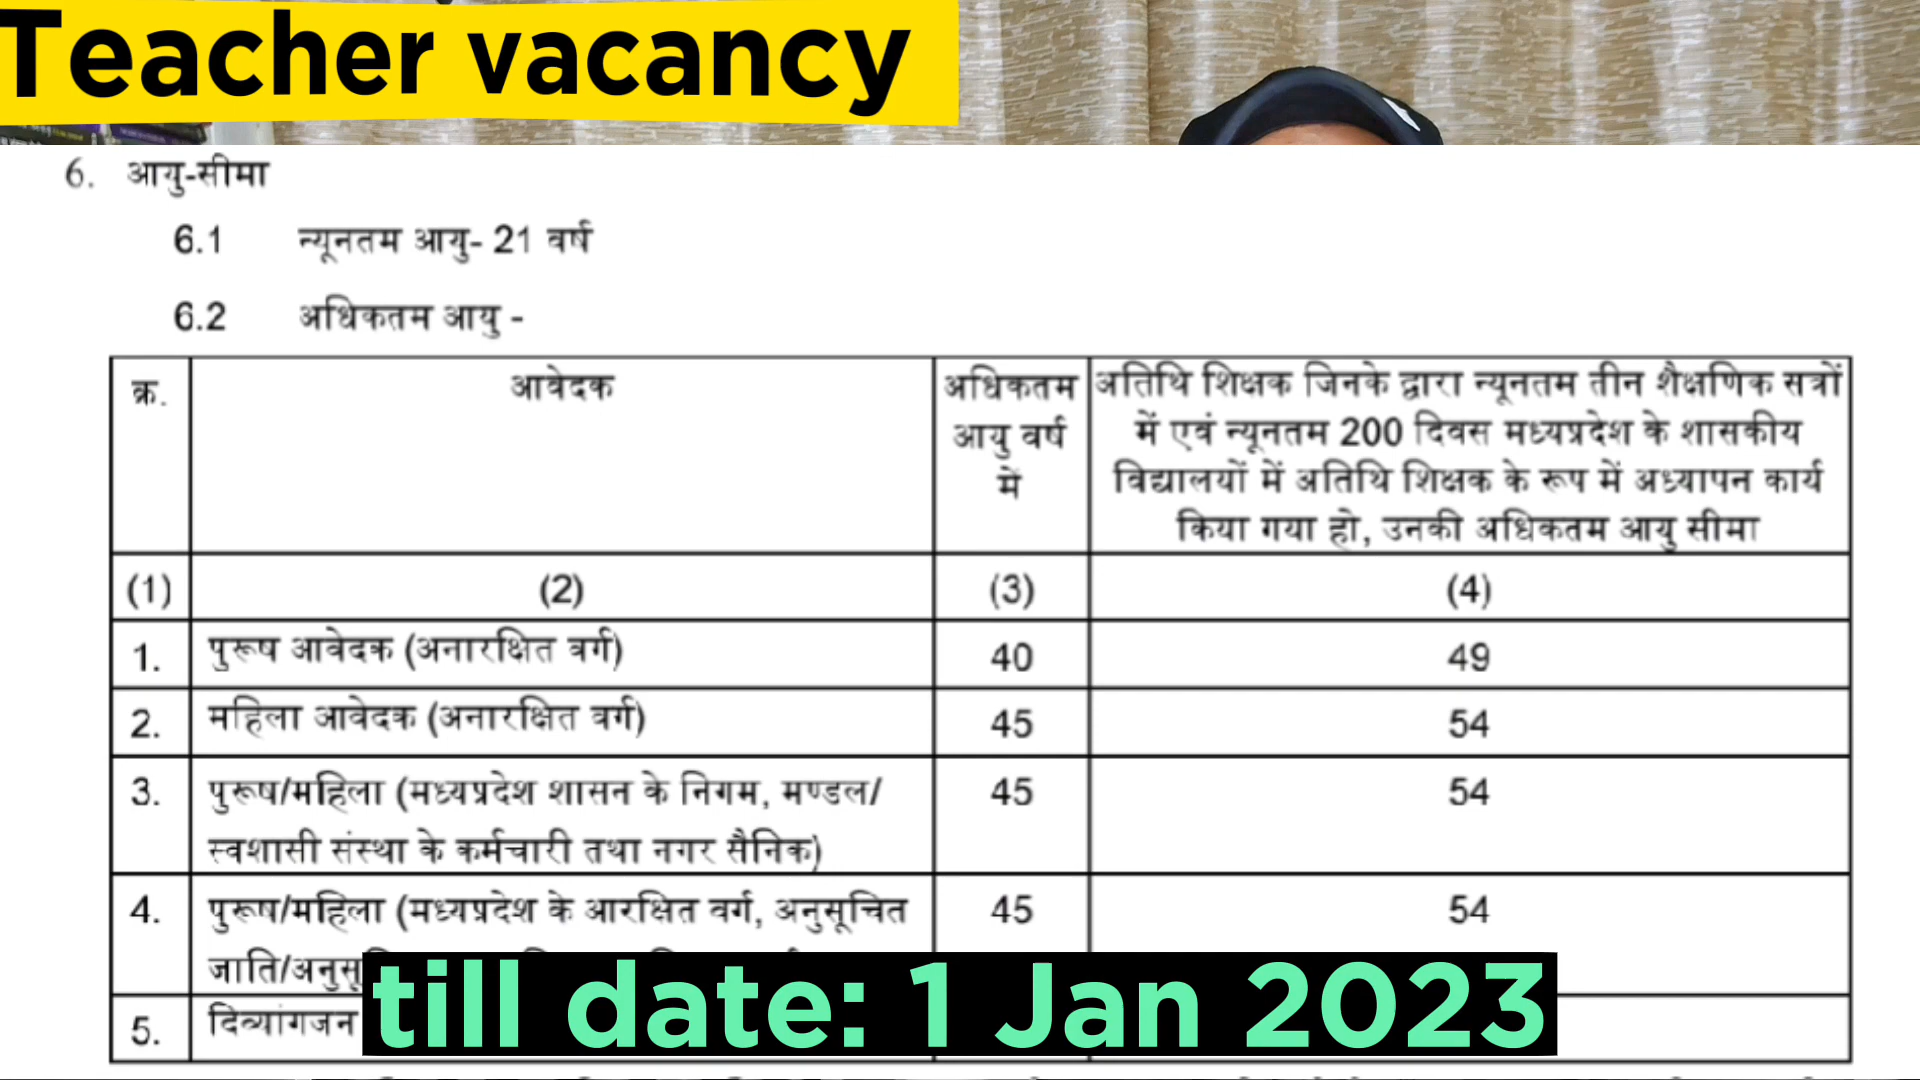 Teacher vacancy
6. आयु-सीमा
6.1 न्यूनतम आयु- 21 वर्ष
6.2 अधिकतम आयु -
क्र. आवेदक अधिकतम आयु वर्ष में अतिथि शिक्षक जिनके द्वारा न्यूनतम तीन शैक्षणिक सत्रों
में एवं न्यूनतम 200 दिवस मध्यप्रदेश के शासकीय
विद्यालयों में अतिथि शिक्षक के रूप में अध्यापन कार्य
किया गया हो, उनकी अधिकतम आयु सीमा
(1) (2) (3) (4)
1. पुरूष आवेदक (अनारक्षित वर्ग) 40 49
2. महिला आवेदक (अनारक्षित वर्ग) 45 54
3. पुरूष/महिला (मध्यप्रदेश शासन के निगम, मण्डल/ 45 54
स्वशासी संस्था के कर्मचारी तथा नगर सैनिक)
4. पुरूष/महिला (मध्यप्रदेश के आरक्षित वर्ग, अनुसूचित 45 54
जाति/
5. दिव्यांगजन
till date: 1 Jan 2023